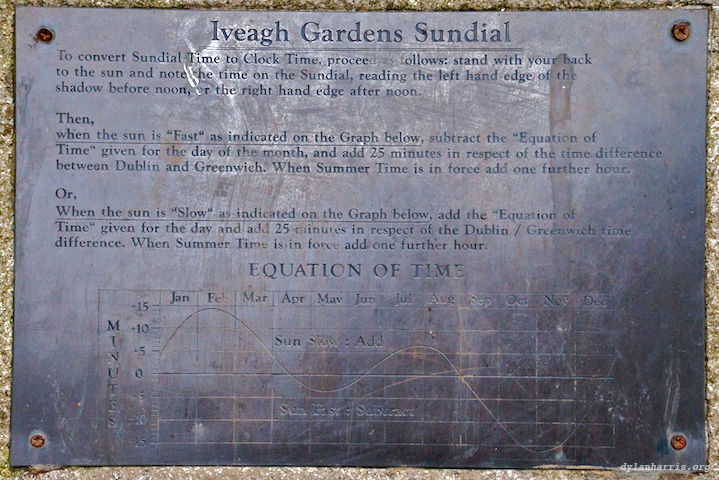 Iveagh Gardens Sundial
To convert Sundial Time to Clock Time, proceed as follows: stand with your back
to the sun and note the time on the Sundial, reading the left hand edge of the
shadow before noon, or the right hand edge after noon.
Then,
when the sun is "Fast" as indicated on the Graph below, subtract the "Equation of
Time" given for the day of the month, and add 25 minutes in respect of the time difference
between Dublin and Greenwich. When Summer Time is in force add one further hour.
Or,
When the sun is "Slow" as indicated on the Graph below, add the "Equation of
Time" given for the day and add 25 minutes in respect of the Dublin / Greenwich time
difference. When Summer Time is in force add one further hour.
EQUATION OF TIME
Jan Feb Mar Apr May Jun Jul Aug Sep Oct Nov Dec
MINUTES
+15
+10
+5
0
-5
-10
-15
Sun Slow : Add
Sun Fast : Subtract
dylanharris.org